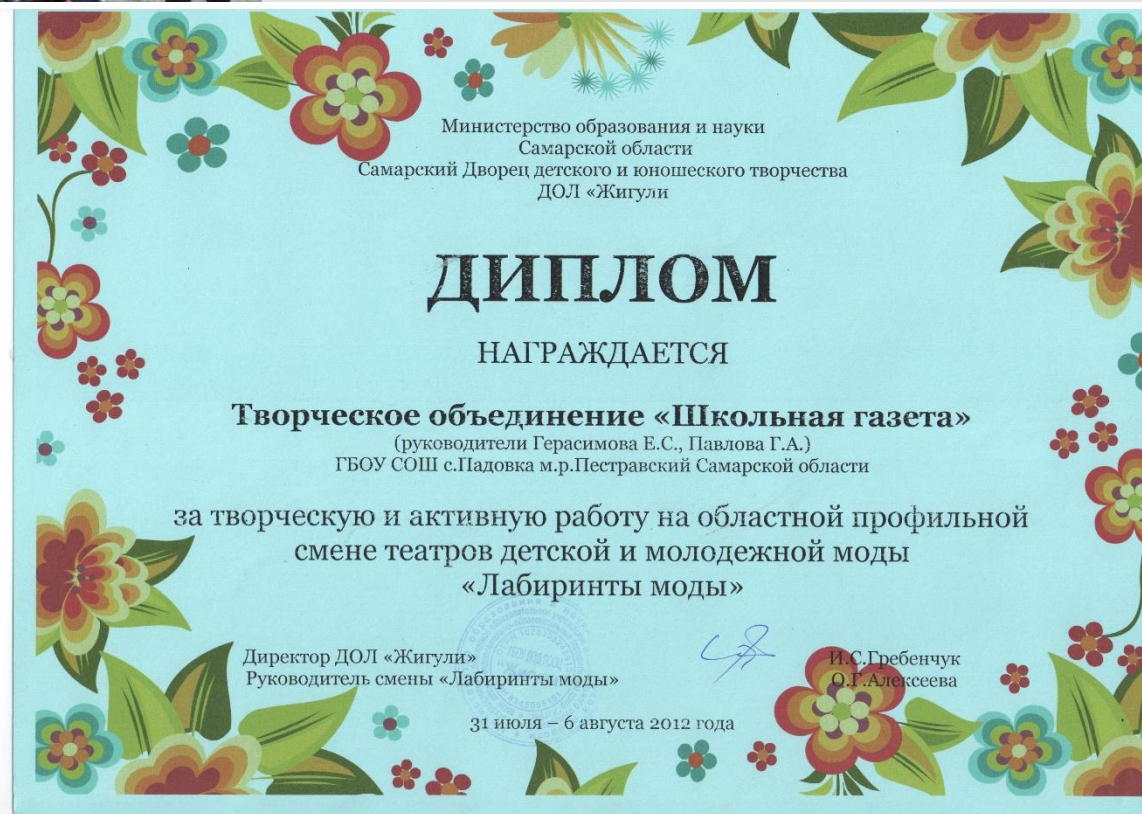 Министерство образования и науки
Самарской области
Самарский Дворец детского и юношеского творчества
ДОЛ «Жигули
ДИПЛОМ
НАГРАЖДАЕТСЯ
Творческое объединение «Школьная газета»
(руководители Герасимова Е.С., Павлова Г.А.)
ГБОУ СОШ с.Падовка м.р.Пестравский Самарской области
за творческую и активную работу на областной профильной
смене театров детской и молодежной моды
«Лабиринты моды»
Директор ДОЛ «Жигули» И.С.Гребенчук
Руководитель смены «Лабиринты моды» О.Г.Алексеева
31 июля – 6 августа 2012 года